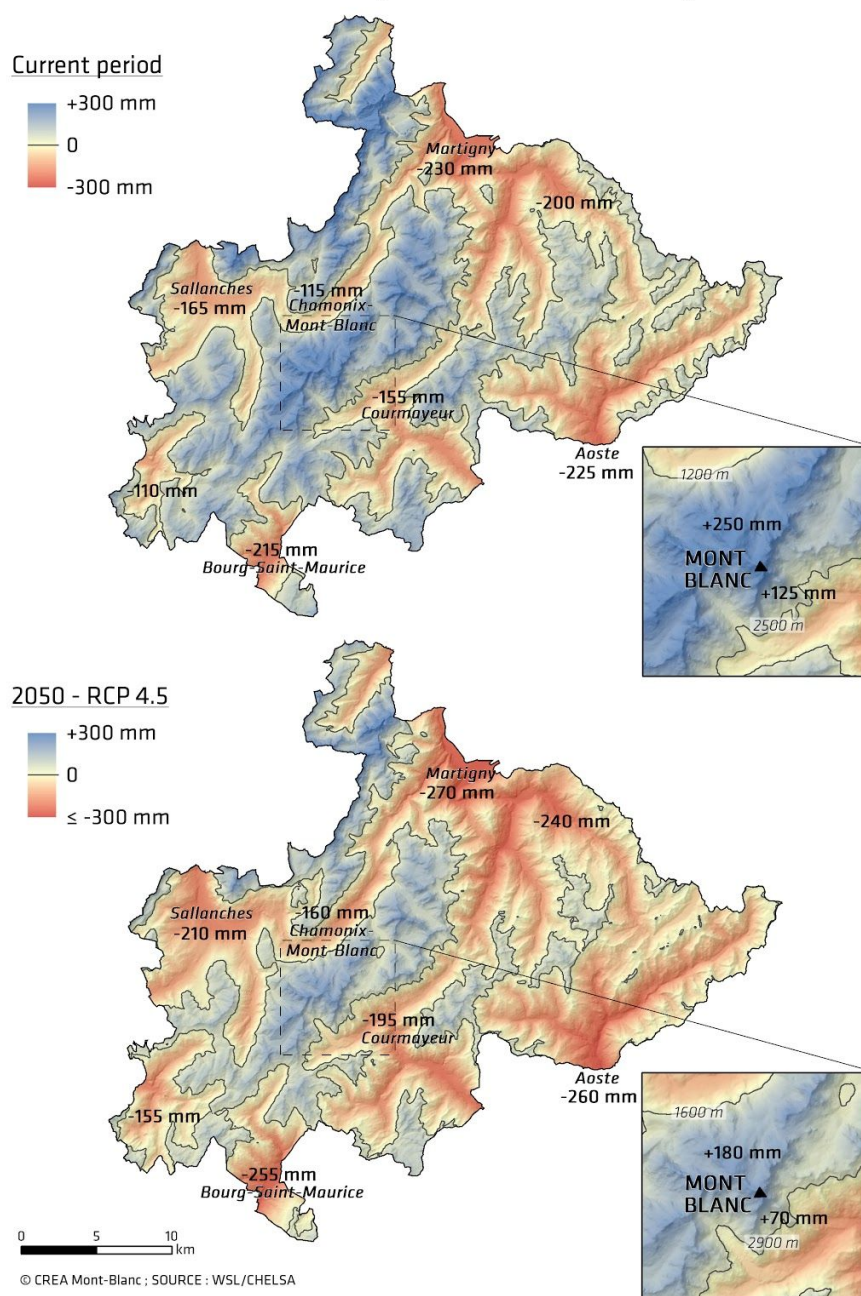 Current period
+300 mm
0
-300 mm
Martigny
-230 mm
-200 mm
Sallanches
-165 mm
-115 mm
Chamonix-
Mont-Blanc
-155 mm
Courmayeur
Aoste
-225 mm
-110 mm
-215 mm
Bourg-Saint-Maurice
1200 m
+250 mm
MONT
BLANC
+125 mm
2500 m
2050 - RCP 4.5
+300 mm
0
≤ -300 mm
Martigny
-270 mm
-240 mm
Sallanches
-210 mm
-160 mm
Chamonix-
Mont-Blanc
-195 mm
Courmayeur
Aoste
-260 mm
-155 mm
-255 mm
Bourg-Saint-Maurice
1600 m
+180 mm
MONT
BLANC
+70 mm
2900 m
0 5 10
km
© CREA Mont-Blanc ; SOURCE : WSL/CHELSA